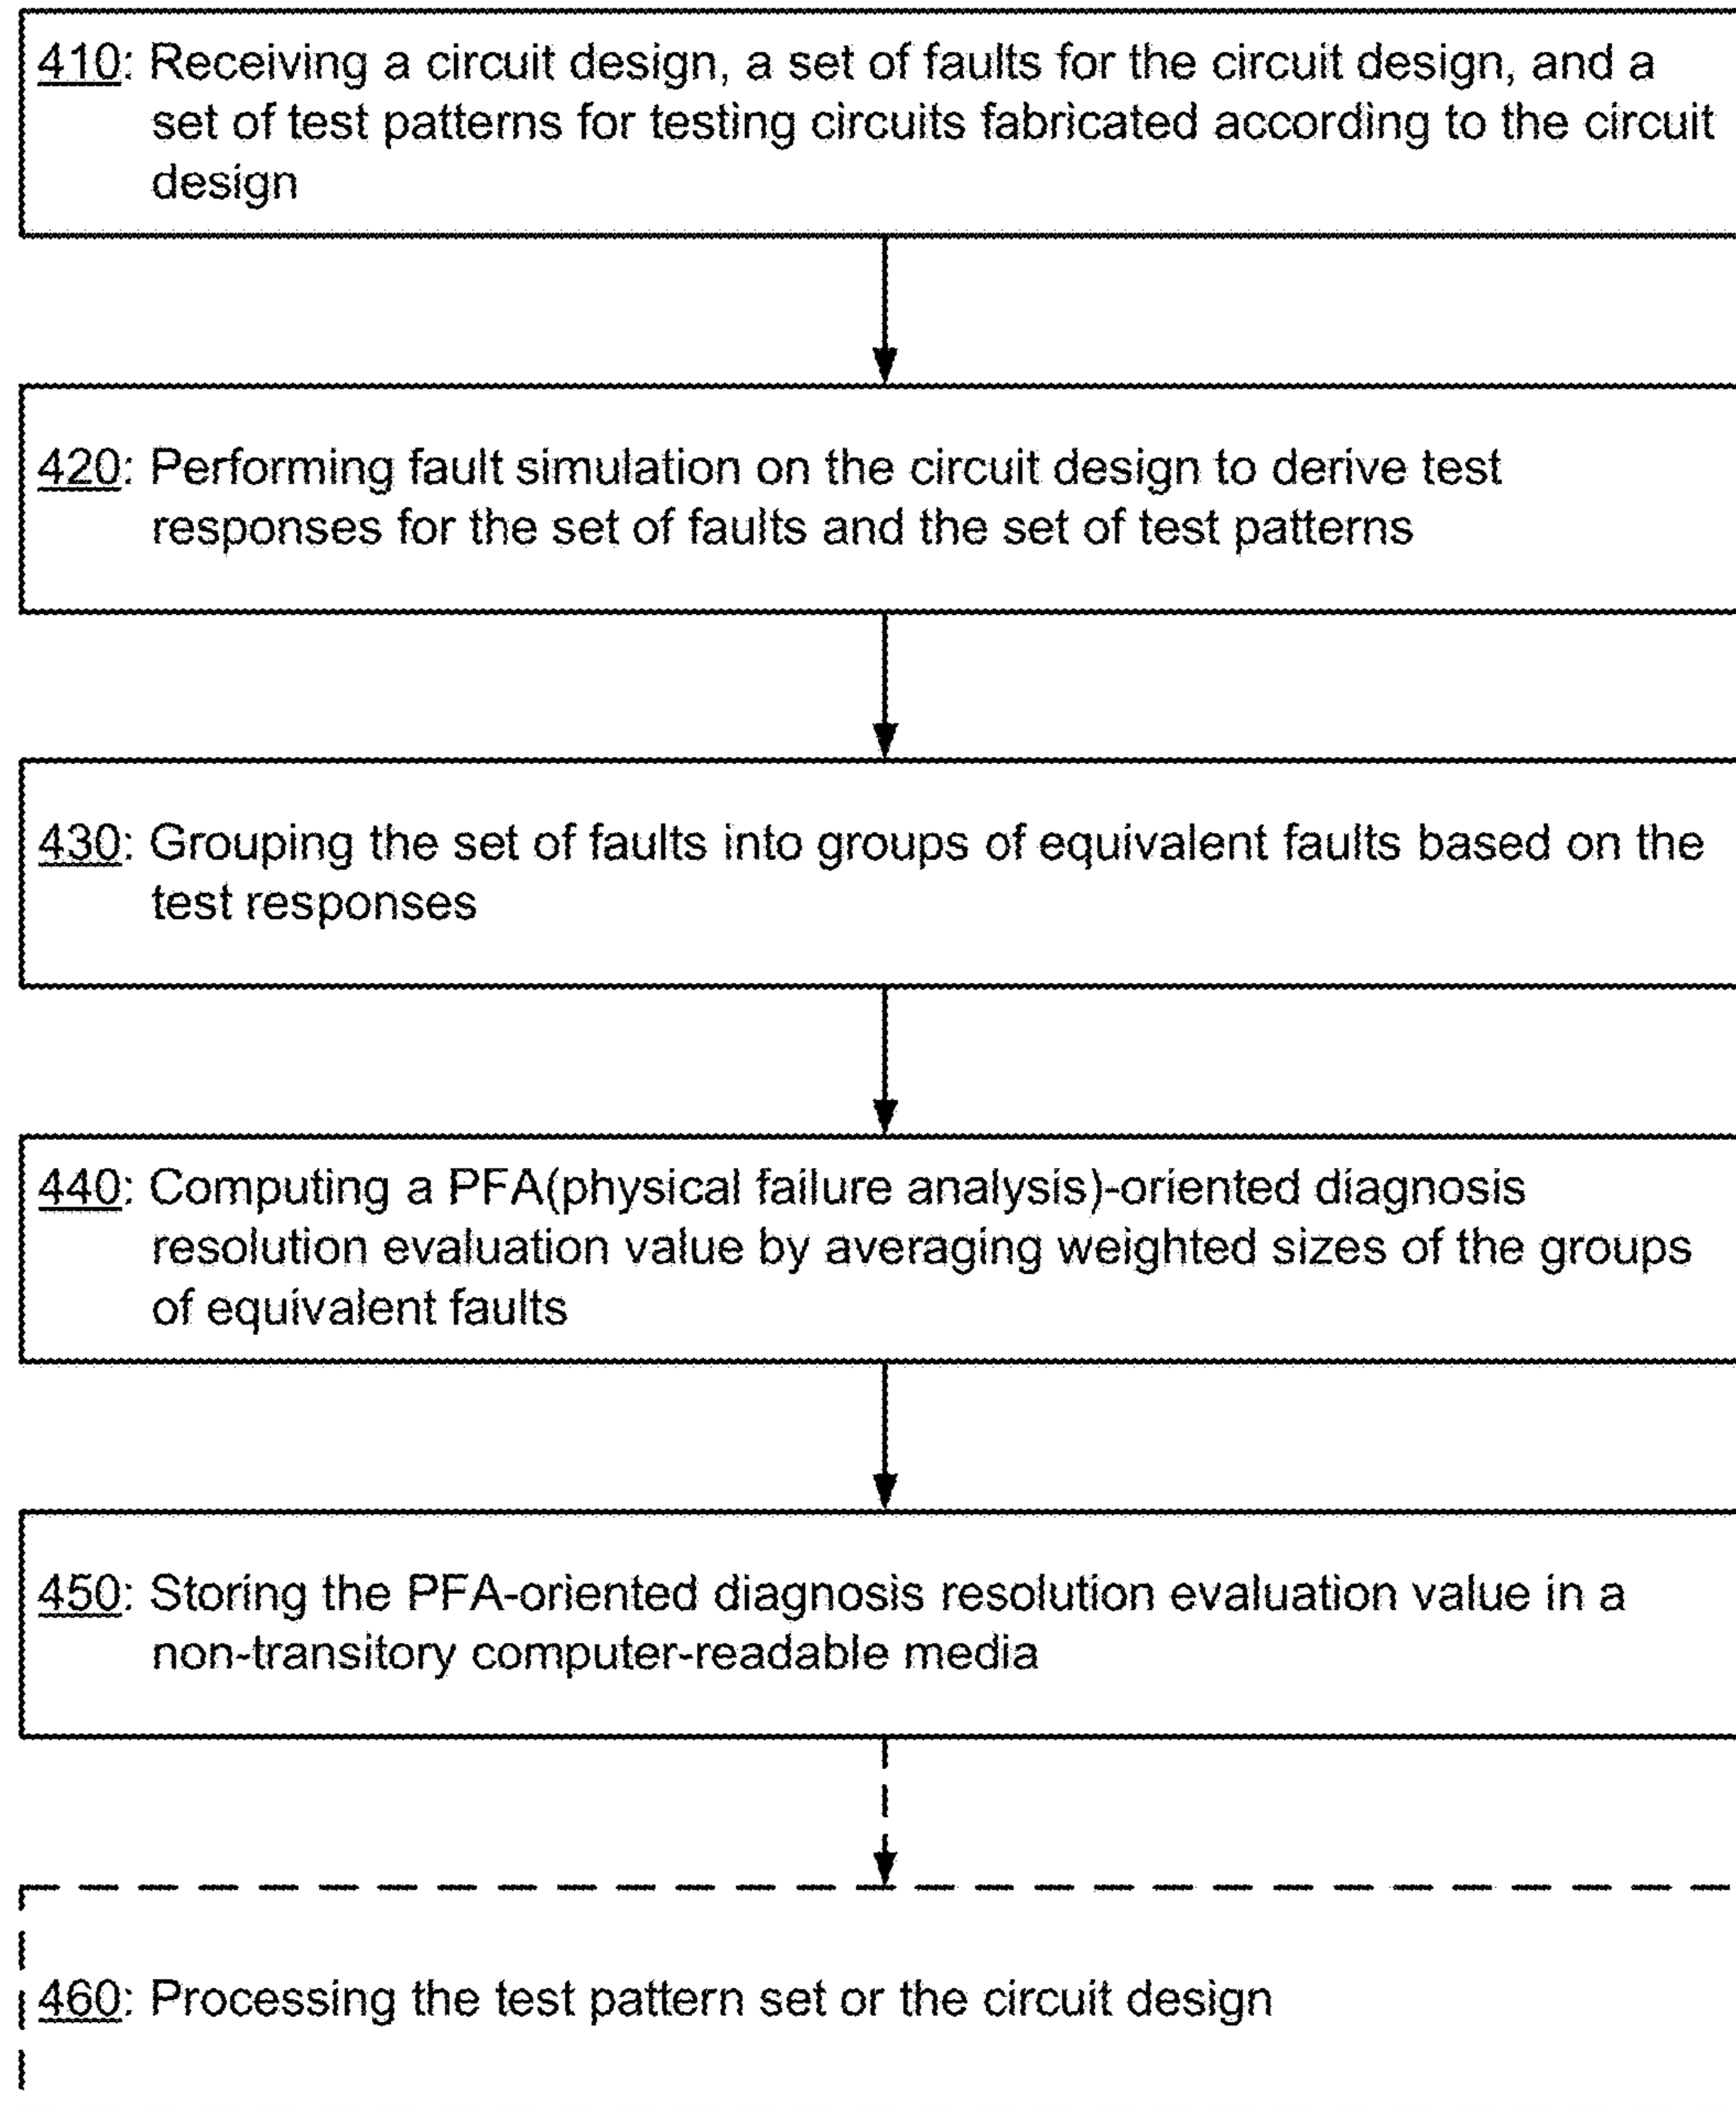 410: Receiving a circuit design, a set of faults for the circuit design, and a
set of test patterns for testing circuits fabricated according to the circuit
design
420: Performing fault simulation on the circuit design to derive test
responses for the set of faults and the set of test patterns
430: Grouping the set of faults into groups of equivalent faults based on the
test responses
440: Computing a PFA(physical failure analysis)-oriented diagnosis
resolution evaluation value by averaging weighted sizes of the groups
of equivalent faults
450: Storing the PFA-oriented diagnosis resolution evaluation value in a
non-transitory computer-readable media
460: Processing the test pattern set or the circuit design